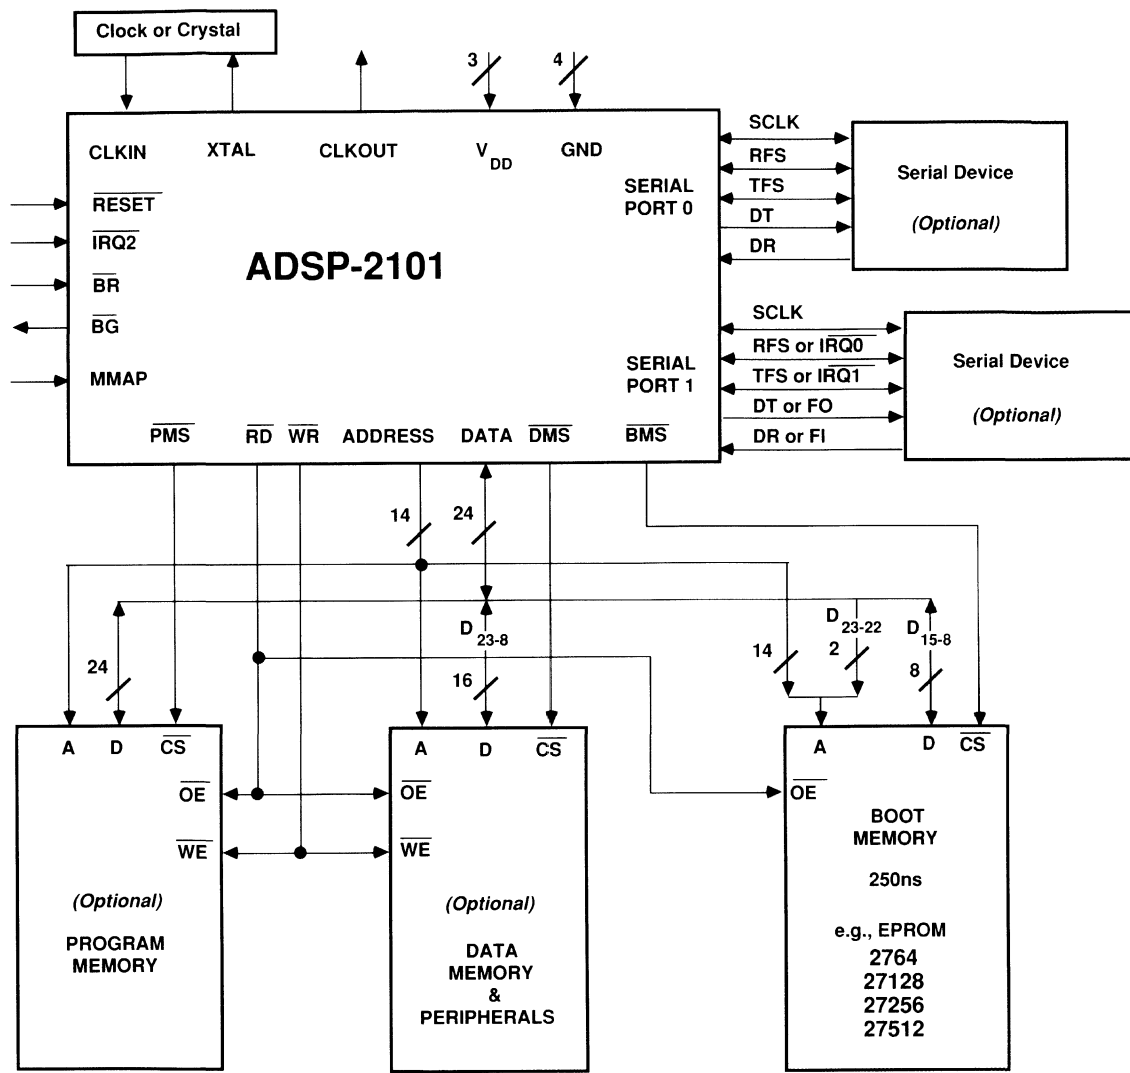 Clock or Crystal
3
4
CLKIN
XTAL
CLKOUT
V
DD
GND
RESET
IRQ2
BR
BG
MMAP
ADSP-2101
SERIAL
PORT 0
SERIAL
PORT 1
SCLK
RFS
TFS
DT
DR
Serial Device
(Optional)
SCLK
RFS or IRQ0
TFS or IRQ1
DT or FO
DR or FI
Serial Device
(Optional)
PMS
RD
WR
ADDRESS
DATA
DMS
BMS
14
24
D
23-8
D
23-22
D
15-8
24
16
14
2
8
A
D
CS
OE
WE
(Optional)
PROGRAM
MEMORY
A
D
CS
OE
WE
(Optional)
DATA
MEMORY
&
PERIPHERALS
A
D
CS
OE
BOOT
MEMORY
250ns
e.g., EPROM
2764
27128
27256
27512